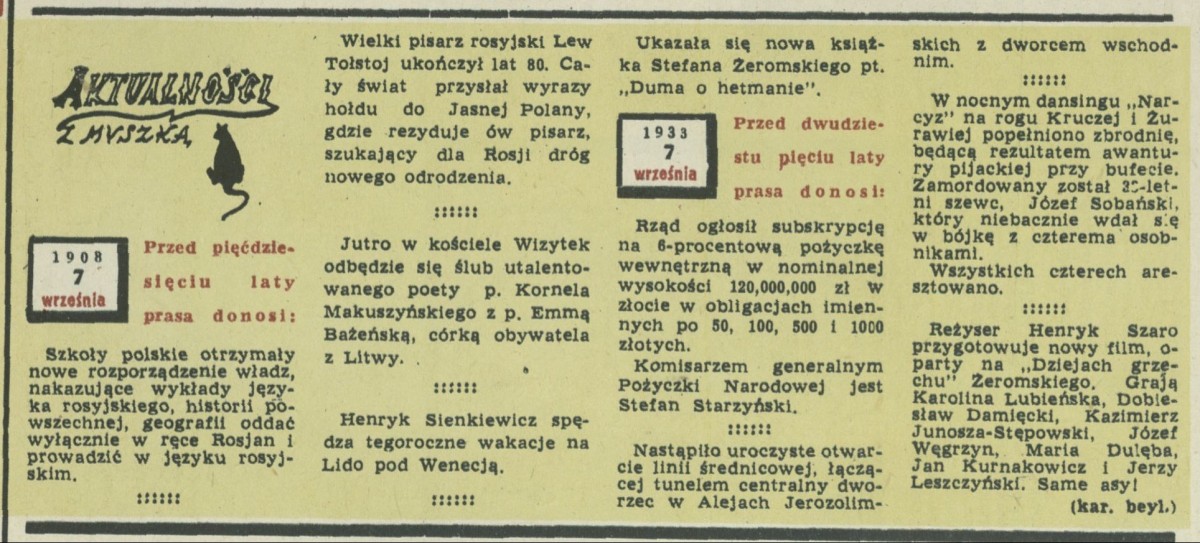 AKTUALNOŚCI
Z MYSZKĄ
1908
7
września
Przed pięćdzie-
sięciu laty
prasa donosi:
Szkoły polskie otrzymały
nowe rozporządzenie władz,
nakazujące wykłady języ-
ka rosyjskiego, historii po-
wszechnej, geografii oddać
wyłącznie w ręce Rosjan i
prowadzić w języku rosyj-
skim.
::::::
Wielki pisarz rosyjski Lew
Tołstoj ukończył lat 80. Ca-
ły świat przysłał wyrazy
hołdu do Jasnej Polany,
gdzie rezyduje ów pisarz,
szukający dla Rosji dróg
nowego odrodzenia.
::::::
Jutro w kościele Wizytek
odbędzie się ślub utalento-
wanego poety p. Kornela
Makuszyńskiego z p. Emmą
Bażeńską, córką obywatela
z Litwy.
::::::
Henryk Sienkiewicz spę-
dza tegoroczne wakacje na
Lido pod Wenecją.
::::::
Ukazała się nowa książ-
ka Stefana Żeromskiego pt.
„Duma o hetmanie".
1933
7
września
Przed dwudzie-
stu pięciu laty
prasa donosi:
Rząd ogłosił subskrypcję
na 6-procentową pożyczkę
wewnętrzną w nominalnej
wysokości 120,000,000 zł w
złocie w obligacjach imien-
nych po 50, 100, 500 i 1000
złotych.
Komisarzem generalnym
Pożyczki Narodowej jest
Stefan Starzyński.
::::::
Nastąpiło uroczyste otwar-
cie linii średnicowej, łączą-
cej tunelem centralny dwo-
rzec w Alejach Jerozolim-
skich z dworcem wschod-
nim.
::::::
W nocnym dansingu „Nar-
cyz" na rogu Kruczej i Żu-
rawiej popełniono zbrodnię,
będącą rezultatem awantu-
ry pijackiej przy bufecie.
Zamordowany został -let-
ni szewc, Józef Sobański,
który niebacznie wdał się
w bójkę z czterema osob-
nikami.
Wszystkich czterech are-
sztowano.
::::::
Reżyser Henryk Szaro
przygotowuje nowy film, o-
party na „Dziejach grze-
chu" Żeromskiego. Grają
Karolina Lubieńska, Dobie-
sław Damięcki, Kazimierz
Junosza-Stępowski, Józef
Węgrzyn, Maria Dulęba,
Jan Kurnakowicz i Jerzy
Leszczyński. Same asy!
(kar. beyl.)